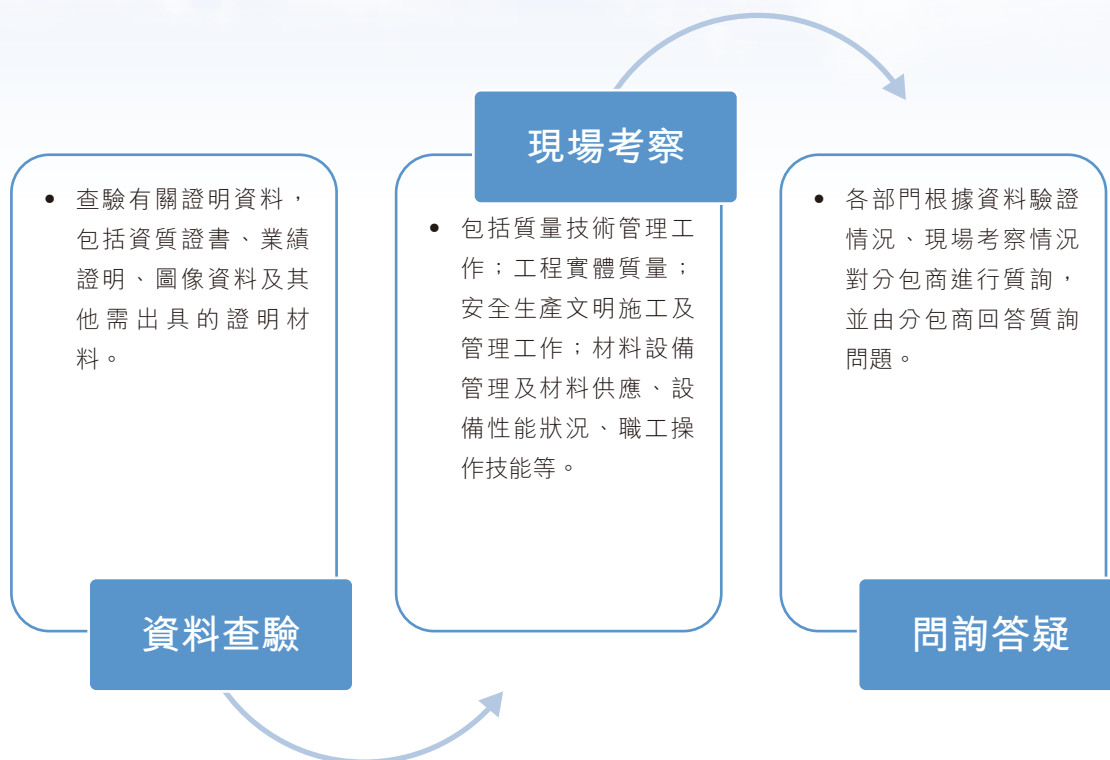 查驗有關證明資料，
包括資質證書、業績
證明、圖像資料及其
他需出具的證明材
料。
資料查驗
現場考察
包括質量技術管理工
作；工程實體質量；
安全生產文明施工及
管理工作；材料設備
管理及材料供應、設
備性能狀況、職工操
作技能等。
各部門根據資料驗證
情況、現場考察情況
對分包商進行質詢，
並由分包商回答質詢
問題。
問詢答疑